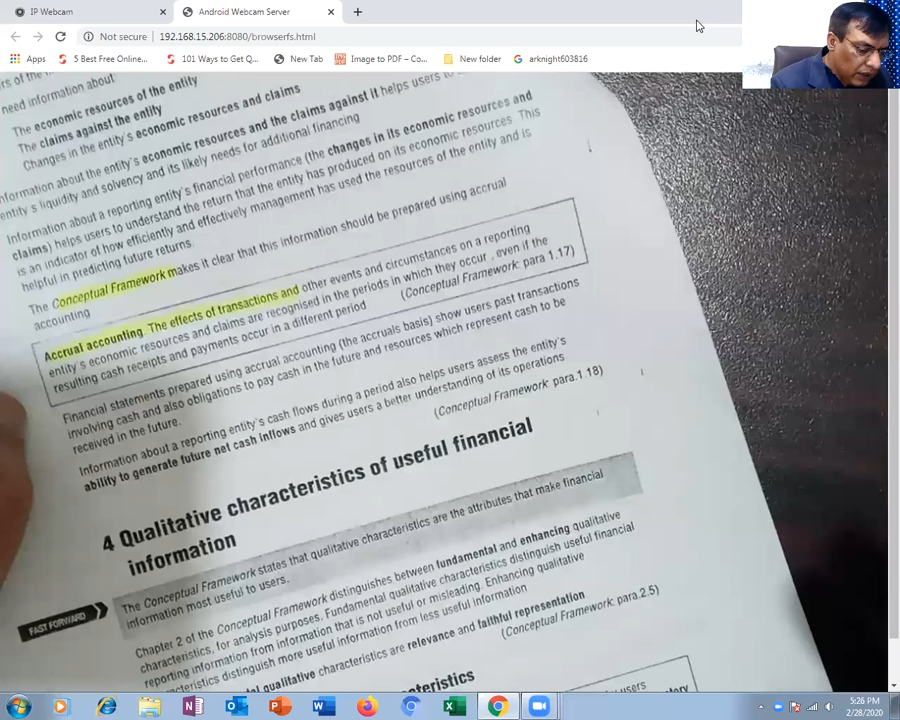 IP Webcam
Android Webcam Server
Not secure
192.168.15.206:8080/browserfs.html
Apps
5 Best Free Online...
101 Ways to Get Q...
New Tab
Image to PDF – Co...
New folder
arknight603816
need information about
The economic resources of the entity
The claims against the entity
Changes in the entity's economic resources and claims
Information about the entity's economic resources and the claims against it helps users to
entity's liquidity and solvency and its likely needs for additional financing
Information about a reporting entity's financial performance (the changes in its economic resources and
claims) helps users to understand the return that the entity has produced on its economic resources. This
is an indicator of how efficiently and effectively management has used the resources of the entity and is
helpful in predicting future returns.
The Conceptual Framework makes it clear that this information should be prepared using accrual
accounting
Accrual accounting. The effects of transactions and other events and circumstances on a reporting
entity's economic resources and claims are recognised in the periods in which they occur, even if the
resulting cash receipts and payments occur in a different period
(Conceptual Framework: para 1.17)
Financial statements prepared using accrual accounting (the accruals basis) show users past transactions
involving cash and also obligations to pay cash in the future and resources which represent cash to be
received in the future.
Information about a reporting entity's cash flows during a period also helps users assess the entity's
ability to generate future net cash inflows and gives users a better understanding of its operations
(Conceptual Framework: para.1.18)
4 Qualitative characteristics of useful financial
information
FAST FORWARD
The Conceptual Framework states that qualitative characteristics are the attributes that make financial
information most useful to users.
Chapter 2 of the Conceptual Framework distinguishes between fundamental and enhancing qualitative
characteristics, for analysis purposes. Fundamental qualitative characteristics distinguish useful financial
reporting information from information that is not useful or misleading. Enhancing qualitative
characteristics distinguish more useful information from less useful information
(Conceptual Framework: para.2.5)
qualitative characteristics are relevance and faithful representation
users
5:26 PM
2/28/2020